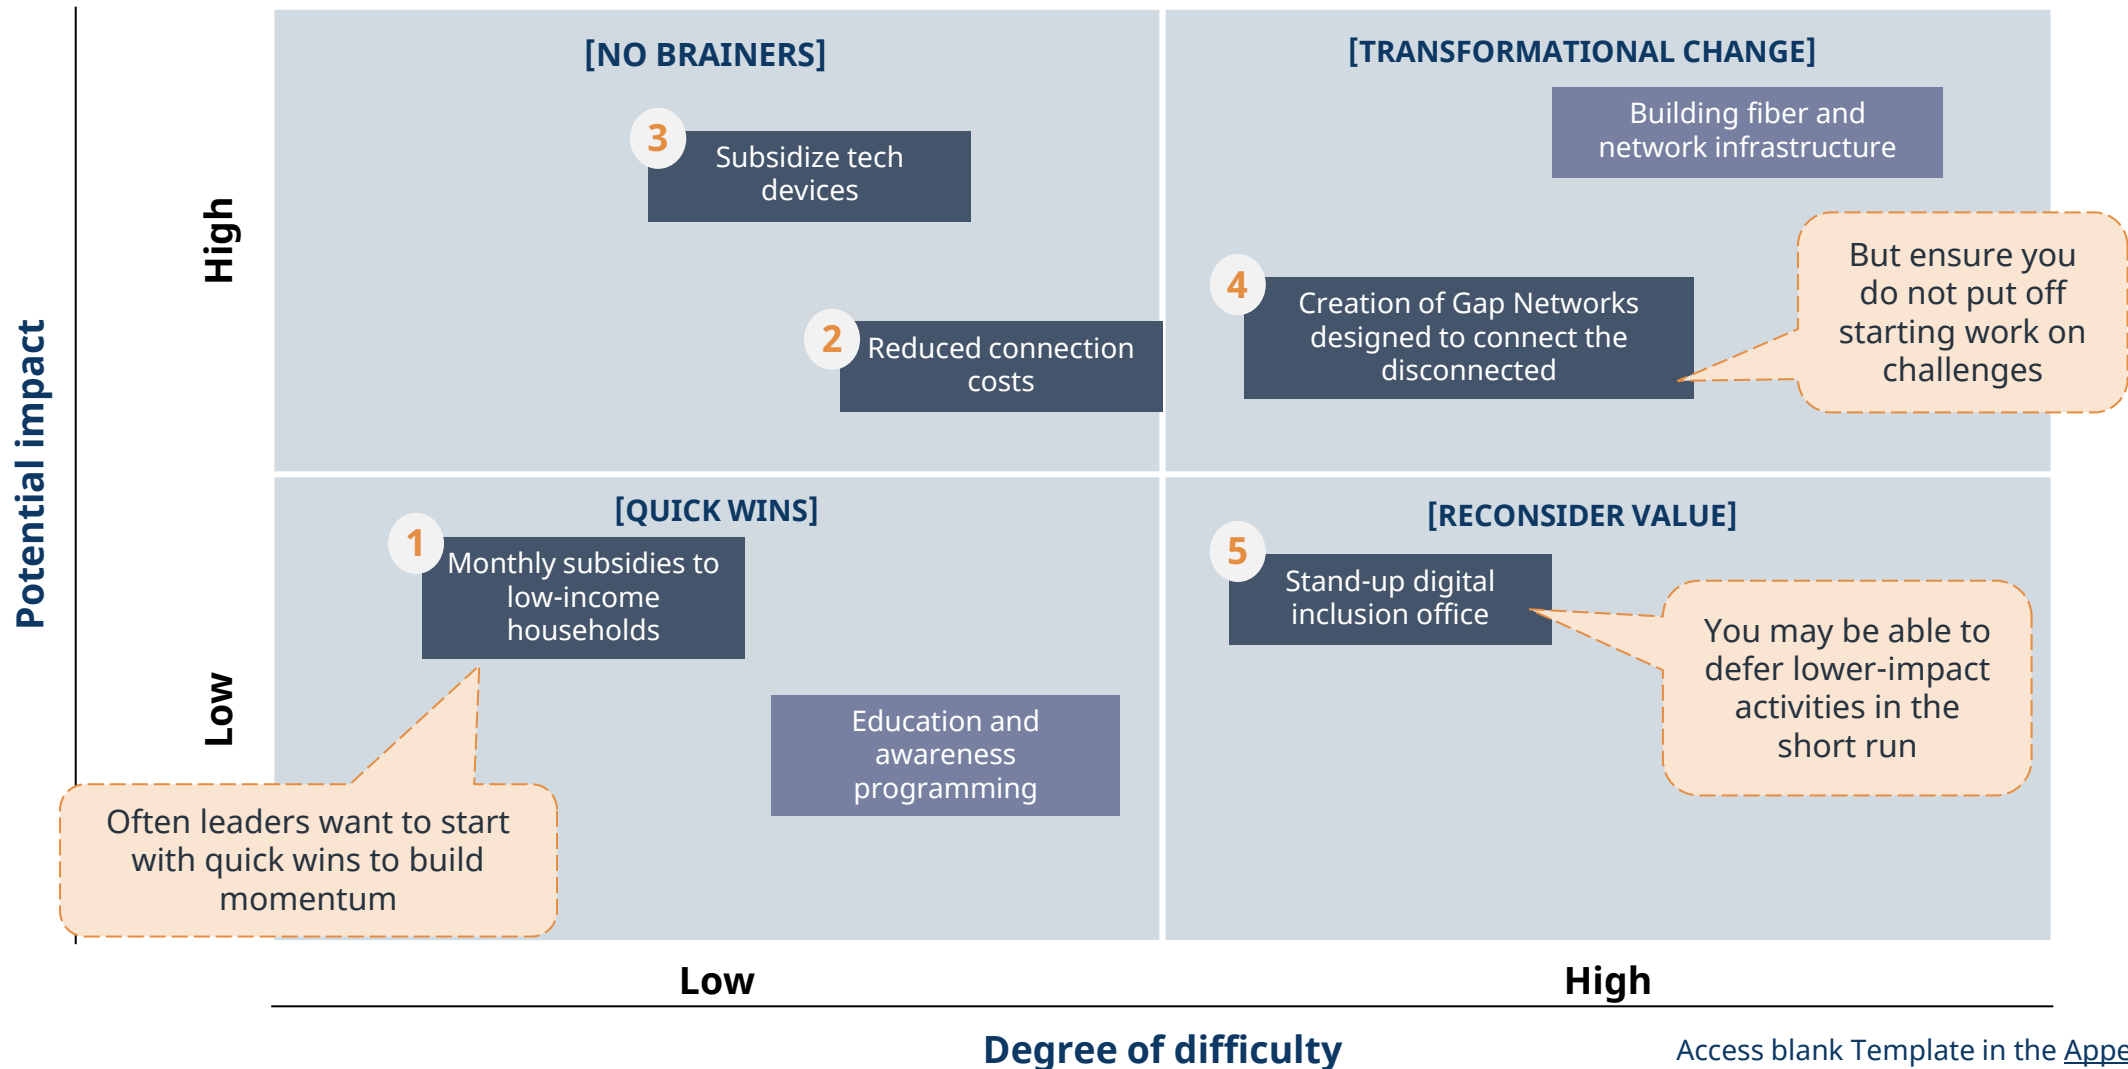 [NO BRAINERS]
3
Subsidize tech
devices
2
Reduced connection
costs
[TRANSFORMATIONAL CHANGE]
Building fiber and
network infrastructure
4
Creation of Gap Networks
designed to connect the
disconnected
But ensure you
do not put off
starting work on
challenges
High
Potential impact
Low
[QUICK WINS]
1
Monthly subsidies to
low-income
households
Education and
awareness
programming
Often leaders want to start
with quick wins to build
momentum
[RECONSIDER VALUE]
5
Stand-up digital
inclusion office
You may be able to
defer lower-impact
activities in the
short run
Low
High
Degree of difficulty
Access blank Template in the Appe